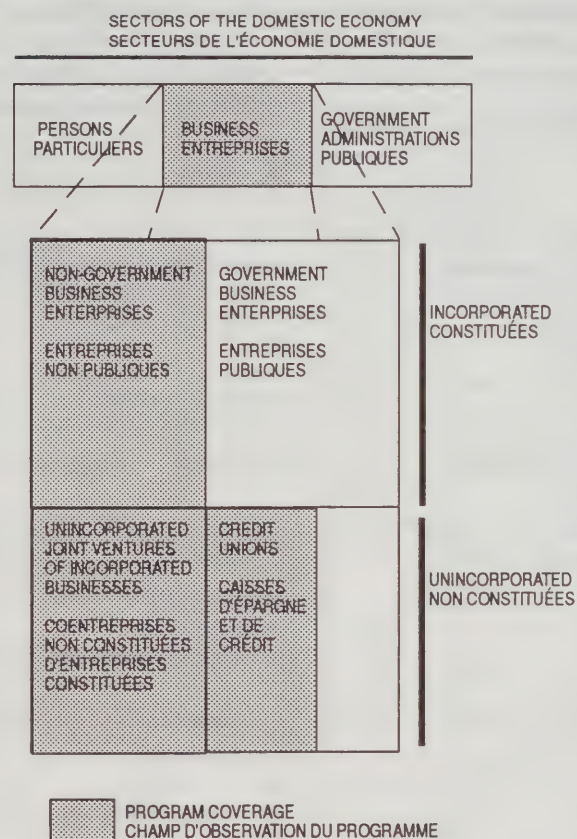 SECTORS OF THE DOMESTIC ECONOMY
SECTEURS DE L'ÉCONOMIE DOMESTIQUE
PERSONS
PARTICULIERS
BUSINESS
ENTREPRISES
GOVERNMENT
ADMINISTRATIONS
PUBLIQUES
NON-GOVERNMENT
BUSINESS
ENTERPRISES
ENTREPRISES
NON PUBLIQUES
GOVERNMENT
BUSINESS
ENTERPRISES
ENTREPRISES
PUBLIQUES
INCORPORATED
CONSTITUÉES
UNINCORPORATED
JOINT VENTURES
OF INCORPORATED
BUSINESSES
COENTREPRISES
NON CONSTITUÉES
D'ENTREPRISES
CONSTITUÉES
CREDIT
UNIONS
CAISSES
D'ÉPARGNE
ET DE
CRÉDIT
UNINCORPORATED
NON CONSTITUÉES
PROGRAM COVERAGE
CHAMP D'OBSERVATION DU PROGRAMME